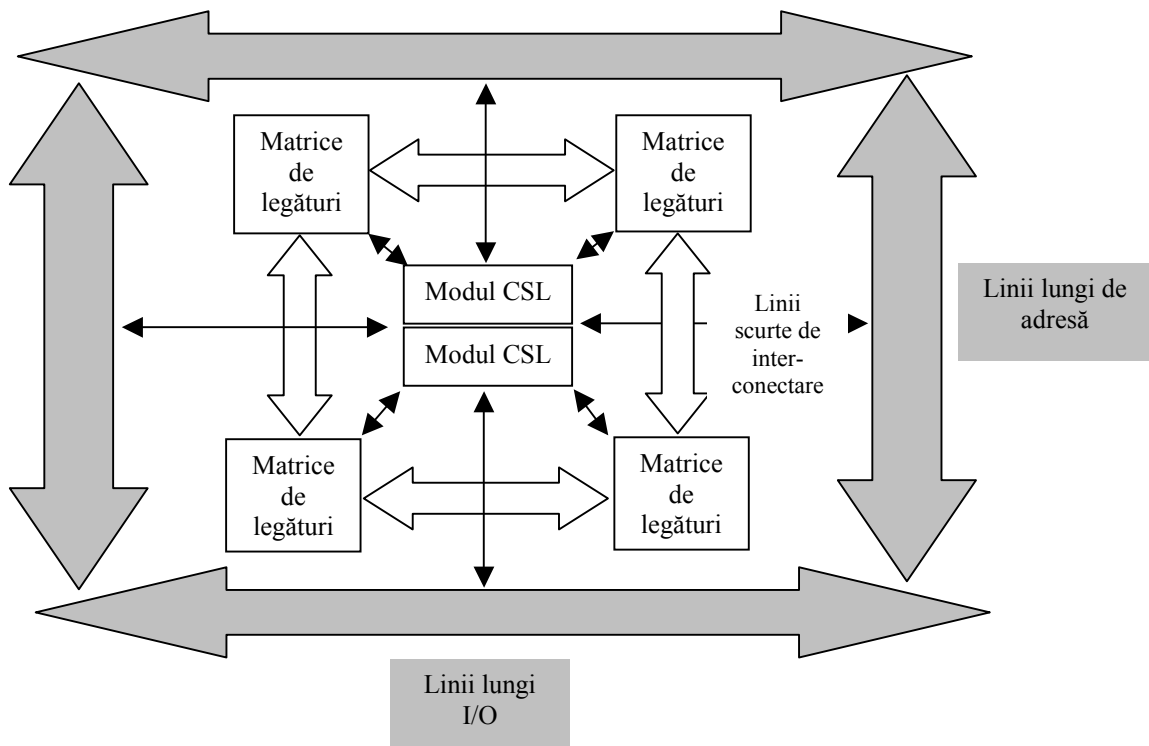 Matrice
de
legături
Matrice
de
legături
Modul CSL
Modul CSL
Linii
scurte de
inter-
conectare
Linii lungi de
adresă
Matrice
de
legături
Matrice
de
legături
Linii lungi
I/O